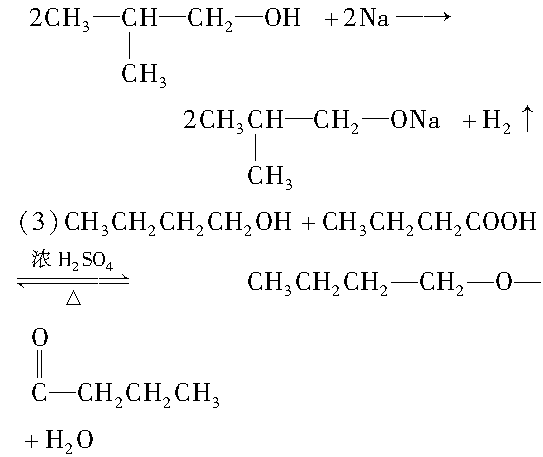 2CH₃—CH—CH₂—OH +2Na⟶
|
CH₃
2CH₃CH—CH₂—ONa +H₂↑
|
CH₃
(3)CH₃CH₂CH₂CH₂OH+CH₃CH₂CH₂COOH
浓 H₂SO₄
⇌ CH₃CH₂CH₂—CH₂—O—
△
O
‖
C—CH₂CH₂CH₃
+H₂O